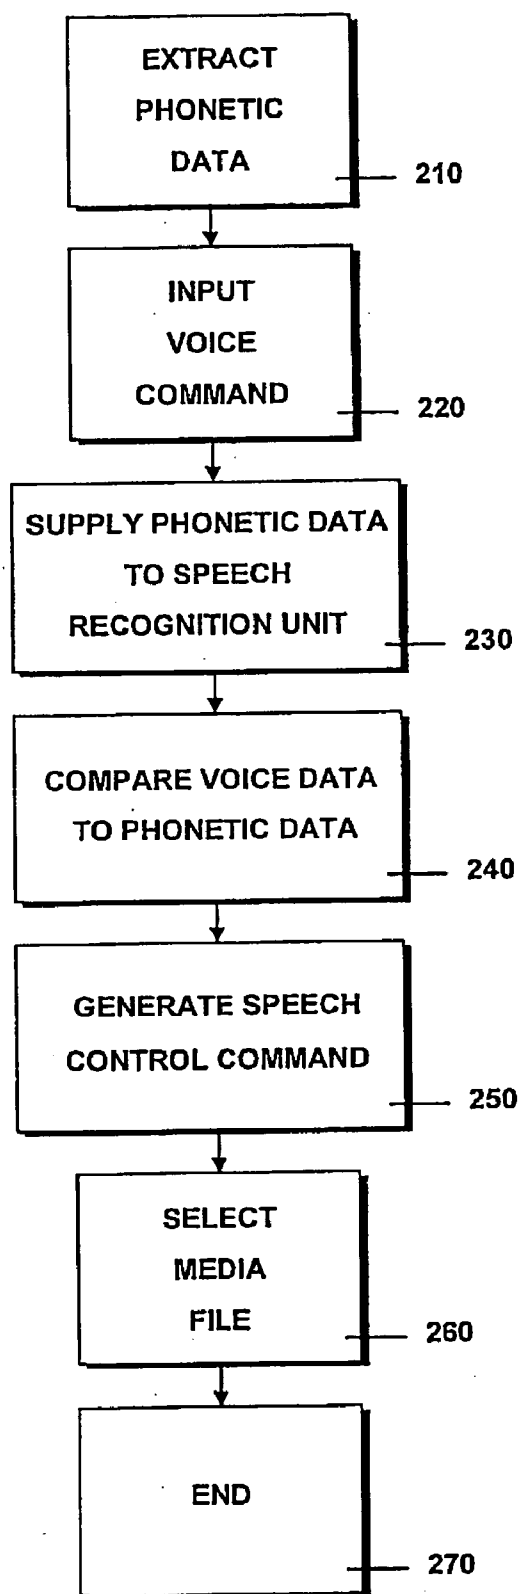 EXTRACT
PHONETIC
DATA
210
INPUT
VOICE
COMMAND
220
SUPPLY PHONETIC DATA
TO SPEECH
RECOGNITION UNIT
230
COMPARE VOICE DATA
TO PHONETIC DATA
240
GENERATE SPEECH
CONTROL COMMAND
250
SELECT
MEDIA
FILE
260
END
270